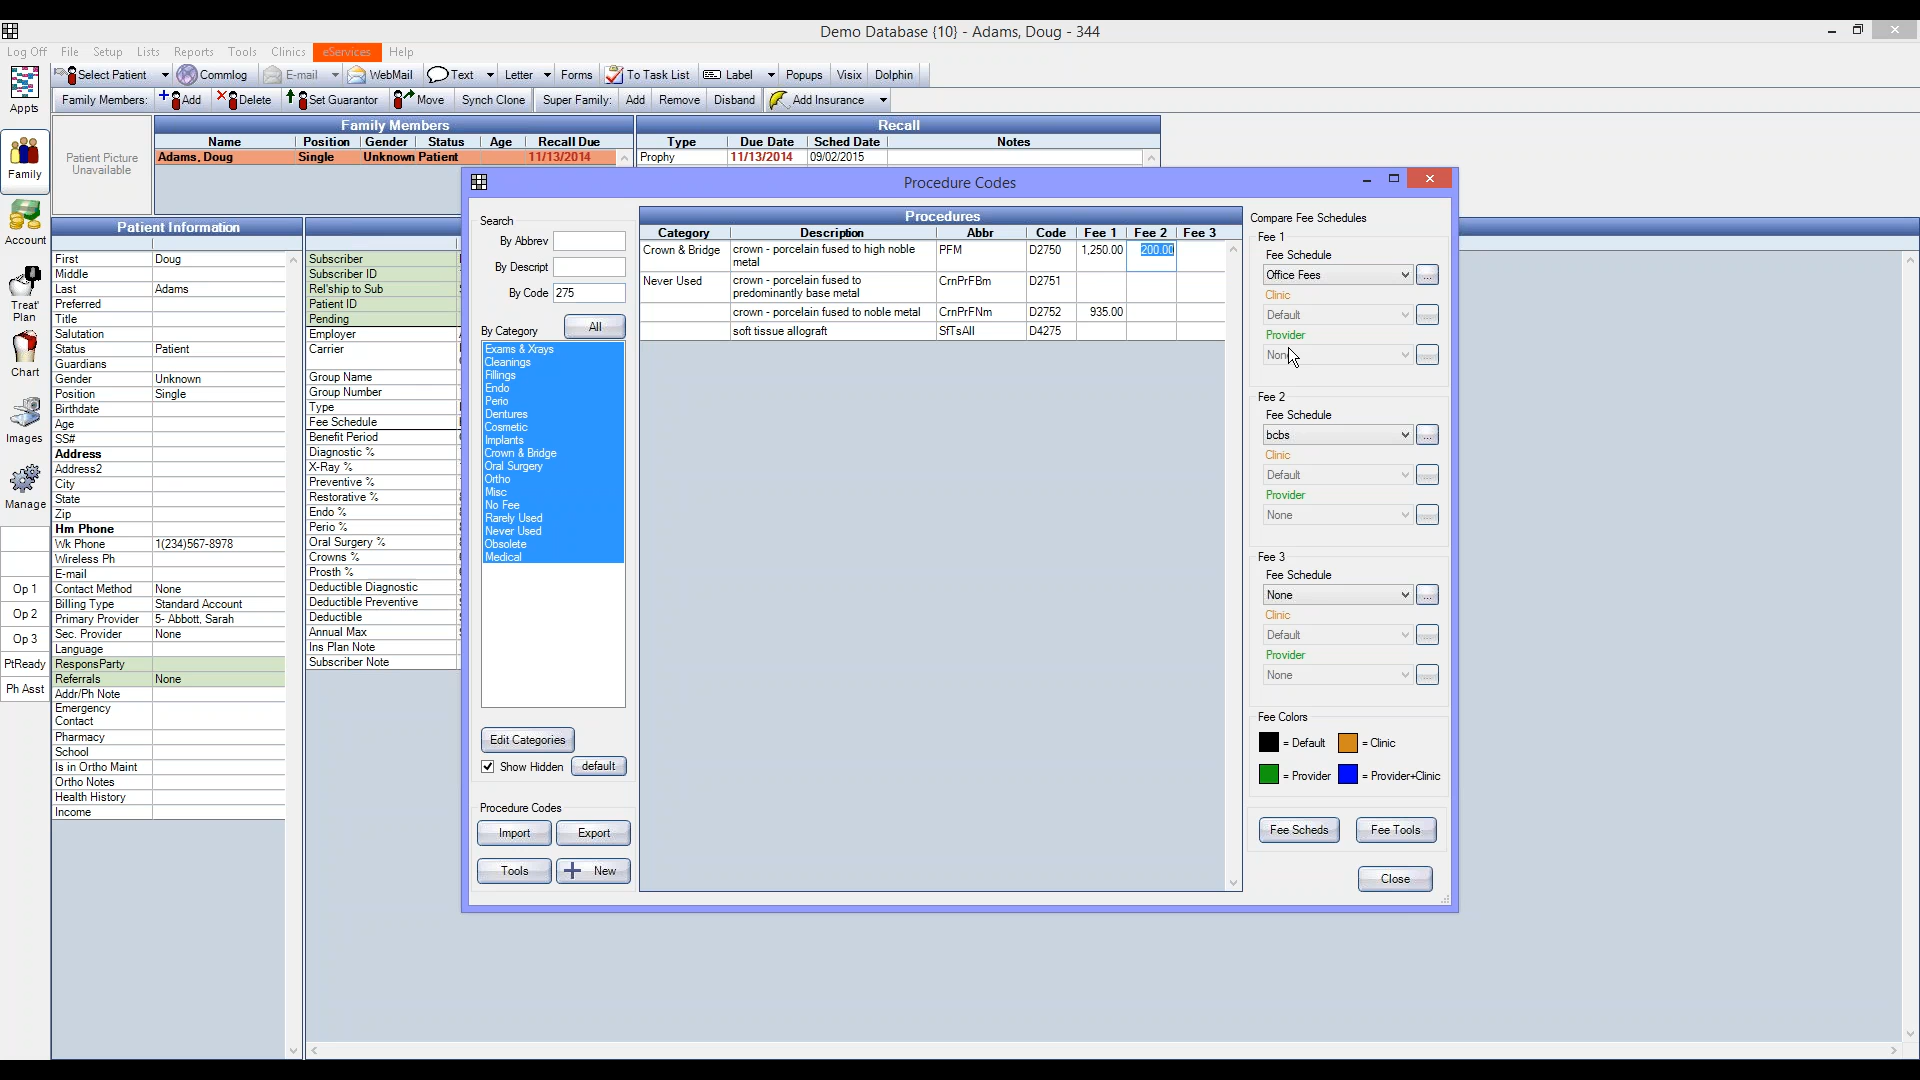 Demo Database {10} - Adams, Doug - 344
Log Off File Setup Lists Reports Tools Clinics eServices Help
Select Patient Commlog E-mail WebMail Text Letter Forms To Task List Label Popups Visix Dolphin
Family Members: Add Delete Set Guarantor Move Synch Clone Super Family: Add Remove Disband Add Insurance
Appts
Family
Account
Treat' Plan
Chart
Images
Manage
Op 1
Op 2
Op 3
PtReady
Ph Asst
Patient Picture
Unavailable
Family Members
Name Position Gender Status Age Recall Due
Adams, Doug Single Unknown Patient 11/13/2014
Recall
Type Due Date Sched Date Notes
Prophy 11/13/2014 09/02/2015
Patient Information
First Doug
Middle
Last Adams
Preferred
Title
Salutation
Status Patient
Guardians
Gender Unknown
Position Single
Birthdate
Age
SS#
Address
Address2
City
State
Zip
Hm Phone
Wk Phone 1(234)567-8978
Wireless Ph
E-mail
Contact Method None
Billing Type Standard Account
Primary Provider 5- Abbott, Sarah
Sec. Provider None
Language
ResponsParty
Referrals None
Addr/Ph Note
Emergency
Contact
Pharmacy
School
Is in Ortho Maint
Ortho Notes
Health History
Income
Subscriber
Subscriber ID
Rel'ship to Sub
Patient ID
Pending
Employer
Carrier
Group Name
Group Number
Type
Fee Schedule
Benefit Period
Diagnostic %
X-Ray %
Preventive %
Restorative %
Endo %
Perio %
Oral Surgery %
Crowns %
Prosth %
Deductible Diagnostic
Deductible Preventive
Deductible
Annual Max
Ins Plan Note
Subscriber Note
Procedure Codes
Search
By Abbrev
By Descript
By Code 275
By Category All
Exams & Xrays
Cleanings
Fillings
Endo
Perio
Dentures
Cosmetic
Implants
Crown & Bridge
Oral Surgery
Ortho
Misc
No Fee
Rarely Used
Never Used
Obsolete
Medical
Edit Categories
Show Hidden default
Procedure Codes
Import Export
Tools New
Procedures
Category Description Abbr Code Fee 1 Fee 2 Fee 3
Crown & Bridge crown - porcelain fused to high noble PFM D2750 1,250.00 200.00
metal
Never Used crown - porcelain fused to CrnPrFBm D2751
predominantly base metal
crown - porcelain fused to noble metal CrnPrFNm D2752 935.00
soft tissue allograft SfTsAll D4275
Compare Fee Schedules
Fee 1
Fee Schedule
Office Fees ...
Clinic
Default ...
Provider
None ...
Fee 2
Fee Schedule
bcbs ...
Clinic
Default ...
Provider
None ...
Fee 3
Fee Schedule
None ...
Clinic
Default ...
Provider
None ...
Fee Colors
= Default = Clinic
= Provider = Provider+Clinic
Fee Scheds Fee Tools
Close